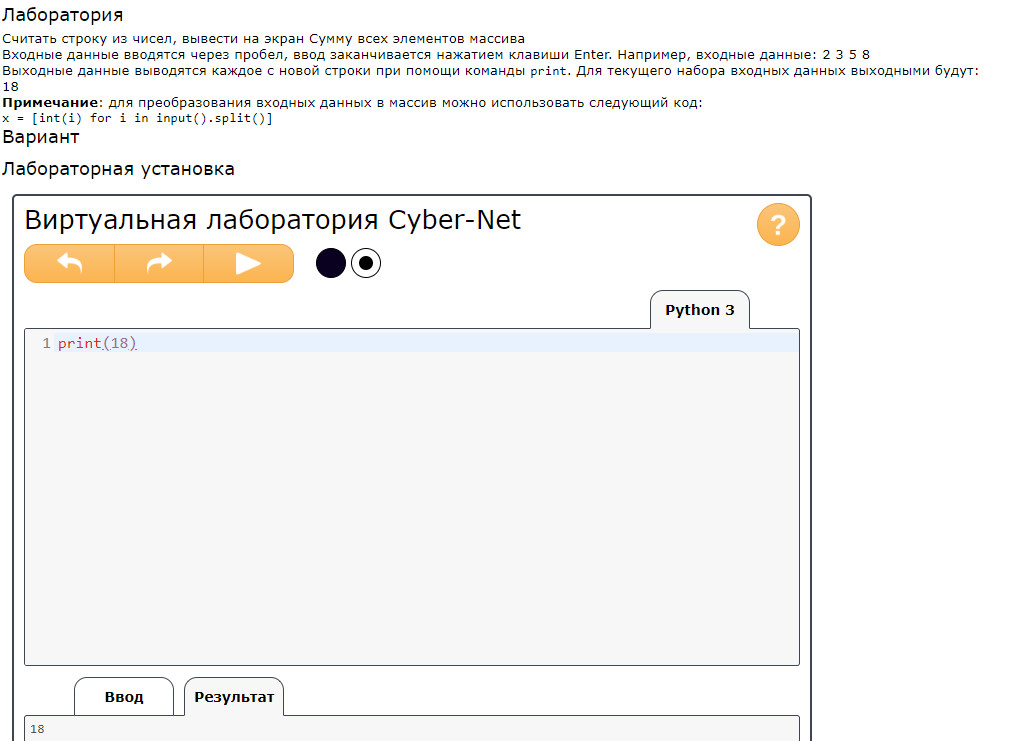 Лаборатория
Считать строку из чисел, вывести на экран Сумму всех элементов массива
Входные данные вводятся через пробел, ввод заканчивается нажатием клавиши Enter. Например, входные данные: 2 3 5 8
Выходные данные выводятся каждое с новой строки при помощи команды print. Для текущего набора входных данных выходными будут:
18
Примечание: для преобразования входных данных в массив можно использовать следующий код:
x = [int(i) for i in input().split()]
Вариант
Лабораторная установка
Виртуальная лаборатория Cyber-Net
?
Python 3
1 print(18)
Ввод
Результат
18